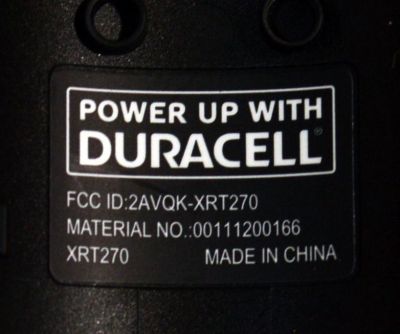 POWER UP WITH
DURACELL®
FCC ID:2AVQK-XRT270
MATERIAL NO.:00111200166
XRT270 MADE IN CHINA